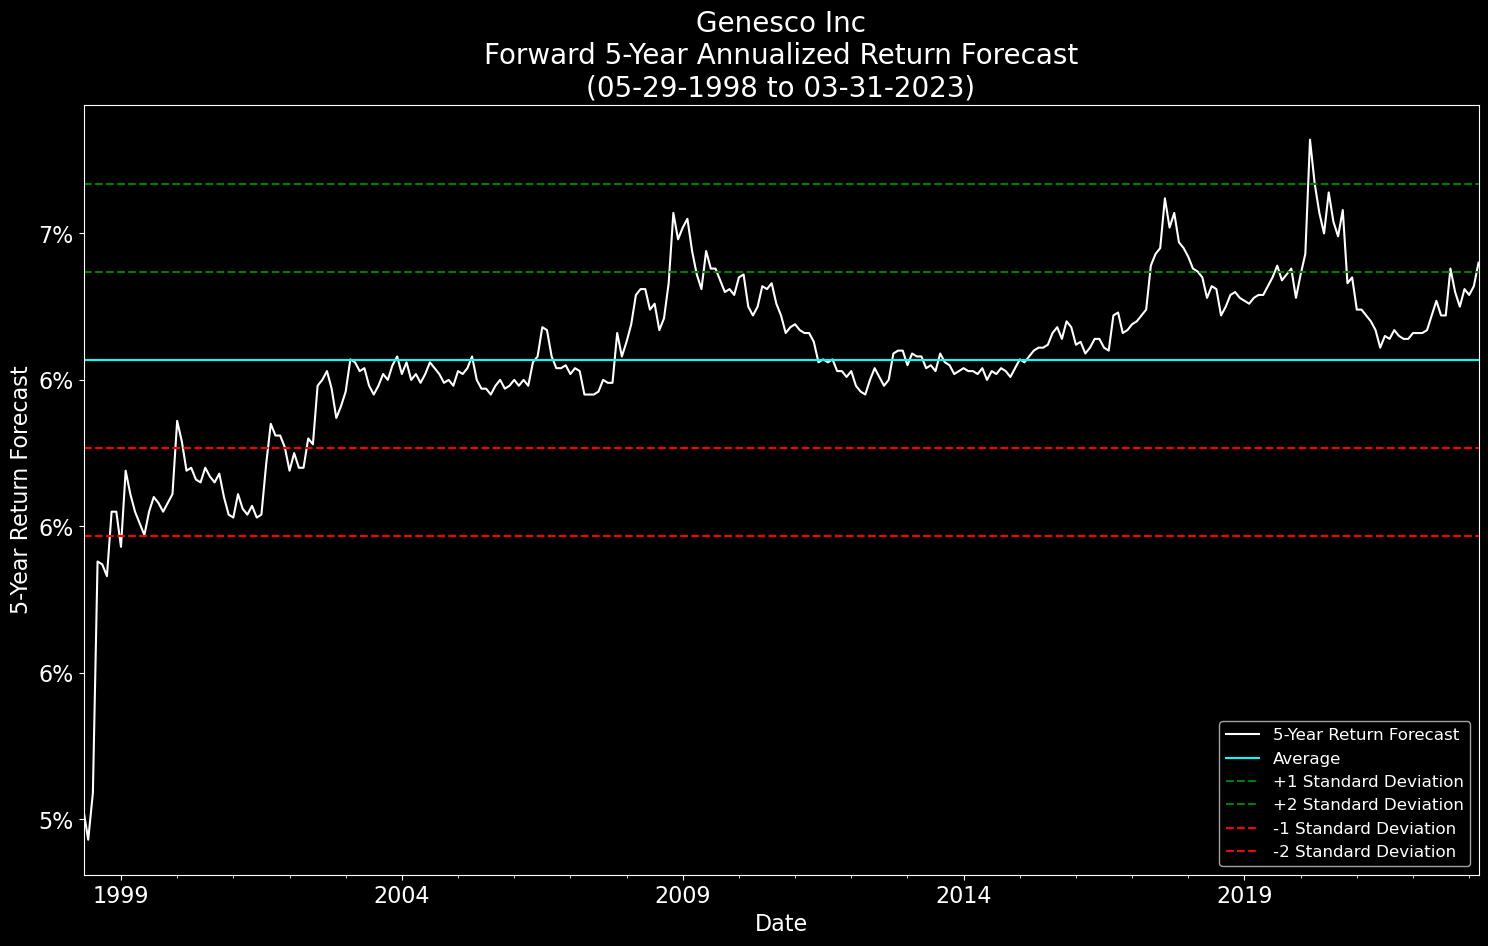 Genesco Inc
Forward 5-Year Annualized Return Forecast
(05-29-1998 to 03-31-2023)
7%
6%
6%
6%
5%
5-Year Return Forecast
1999
2004
2009
2014
2019
Date
5-Year Return Forecast
Average
+1 Standard Deviation
+2 Standard Deviation
-1 Standard Deviation
-2 Standard Deviation